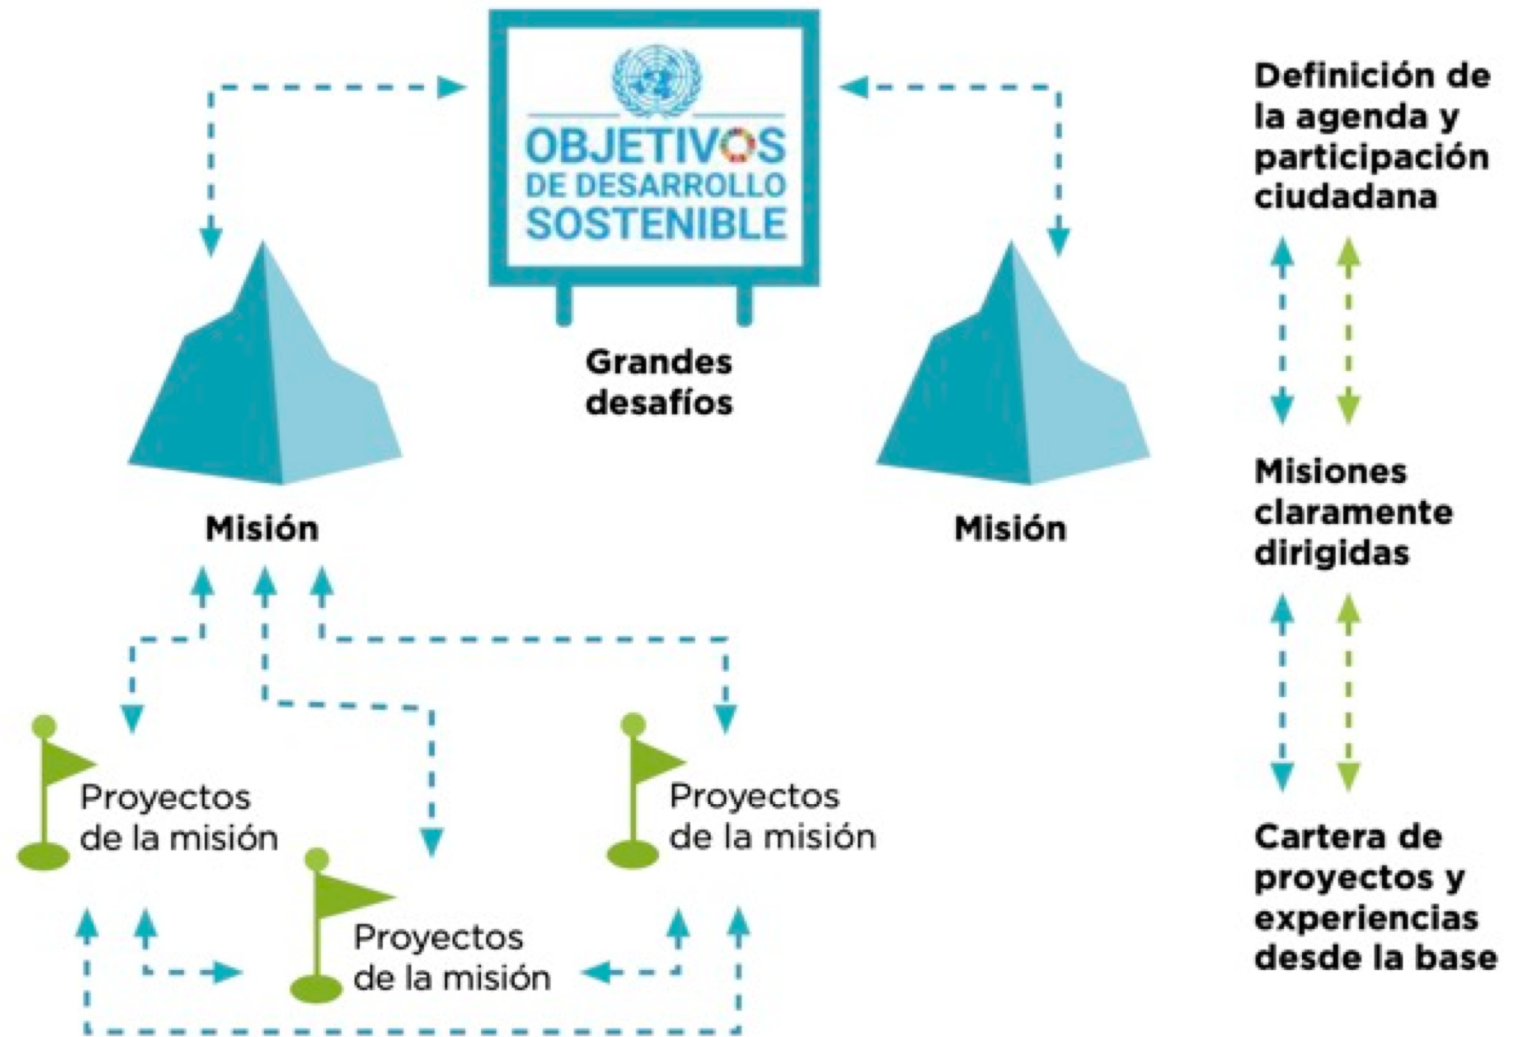 OBJETIVOS
DE DESARROLLO
SOSTENIBLE
Grandes
desafíos
Misión
Misión
Proyectos
de la misión
Proyectos
de la misión
Proyectos
de la misión
Definición de
la agenda y
participación
ciudadana
Misiones
claramente
dirigidas
Cartera de
proyectos y
experiencias
desde la base